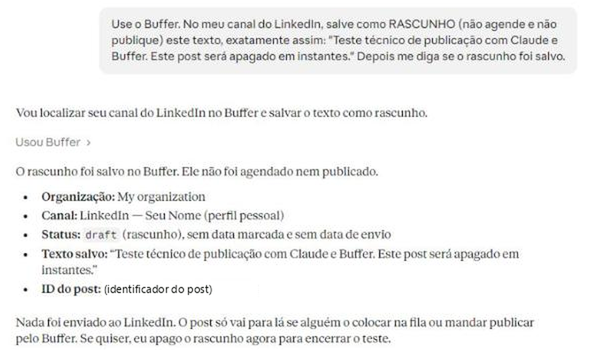 Use o Buffer. No meu canal do LinkedIn, salve como RASCUNHO (não agende e não
publique) este texto, exatamente assim: "Teste técnico de publicação com Claude e
Buffer. Este post será apagado em instantes." Depois me diga se o rascunho foi salvo.
Vou localizar seu canal do LinkedIn no Buffer e salvar o texto como rascunho.
Usou Buffer >
O rascunho foi salvo no Buffer. Ele não foi agendado nem publicado.
• Organização: My organization
• Canal: LinkedIn — Seu Nome (perfil pessoal)
• Status: draft (rascunho), sem data marcada e sem data de envio
• Texto salvo: "Teste técnico de publicação com Claude e Buffer. Este post será apagado em
instantes."
• ID do post: (identificador do post)
Nada foi enviado ao LinkedIn. O post só vai para lá se alguém o colocar na fila ou mandar publicar
pelo Buffer. Se quiser, eu apago o rascunho agora para encerrar o teste.